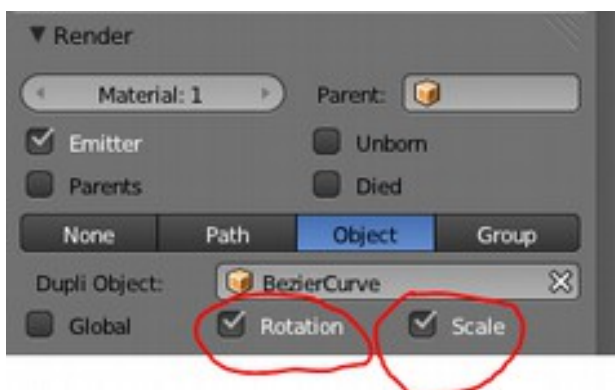 Render
Material: 1 Parent:
Emitter Unborn
Parents Died
None Path Object Group
Dupli Object: BezierCurve
Global Rotation Scale